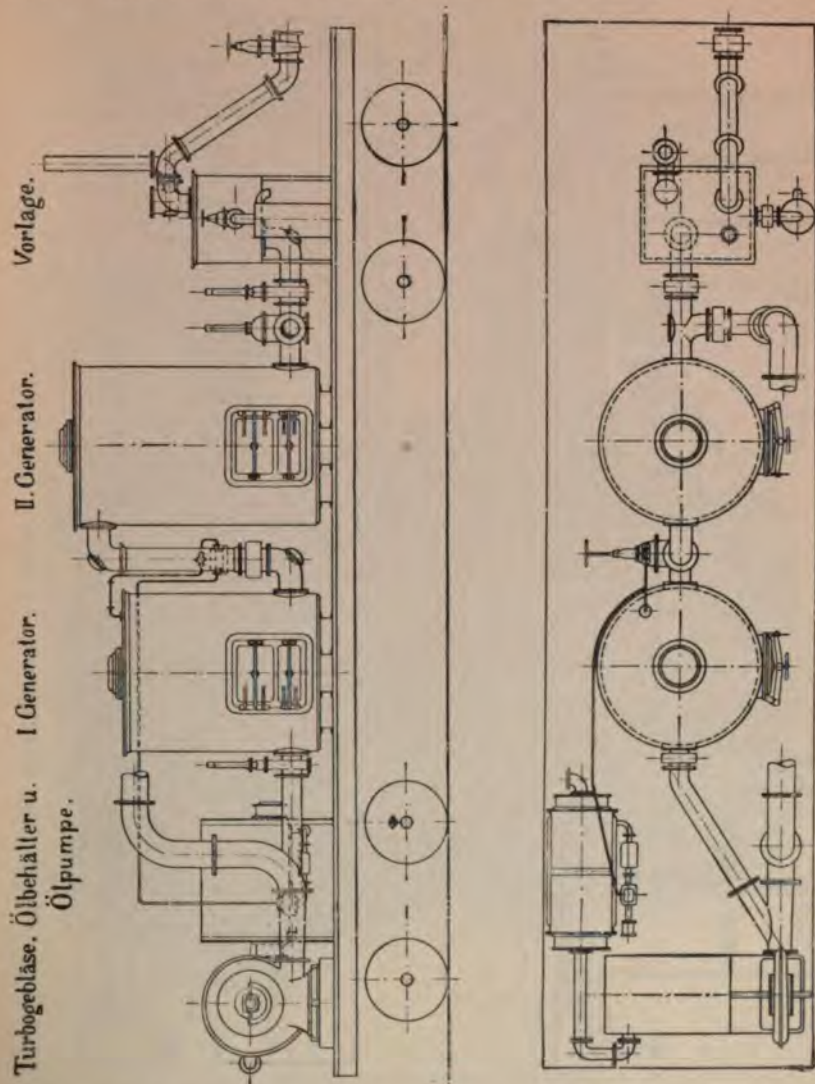 Turbogebläse, Ölbehälter u.
Ölpumpe.
I Generator.
II. Generator.
Vorlage.